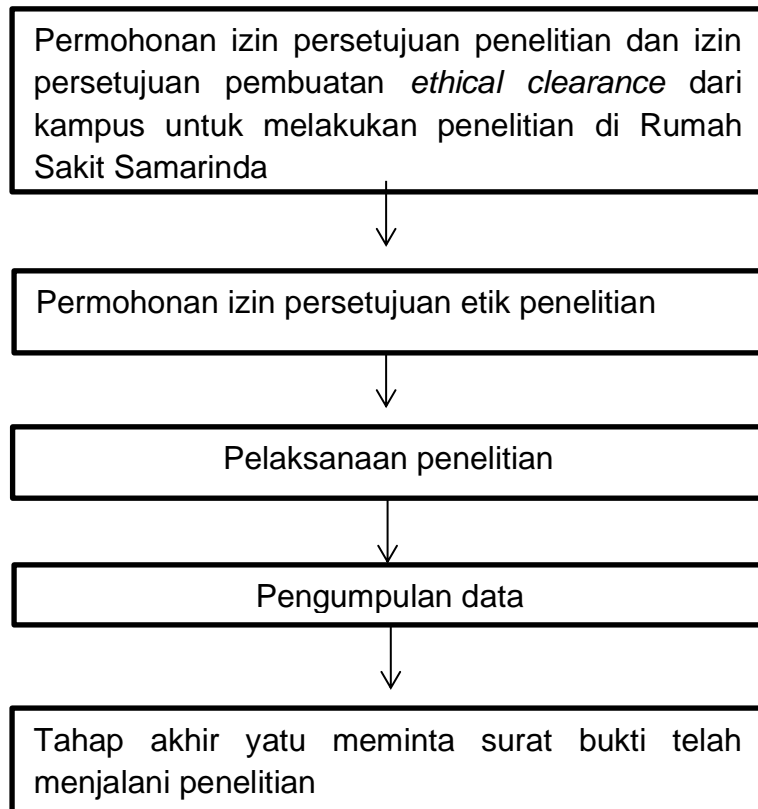 Permohonan izin persetujuan penelitian dan izin
persetujuan pembuatan ethical clearance dari
kampus untuk melakukan penelitian di Rumah
Sakit Samarinda
Permohonan izin persetujuan etik penelitian
Pelaksanaan penelitian
Pengumpulan data
Tahap akhir yatu meminta surat bukti telah
menjalani penelitian